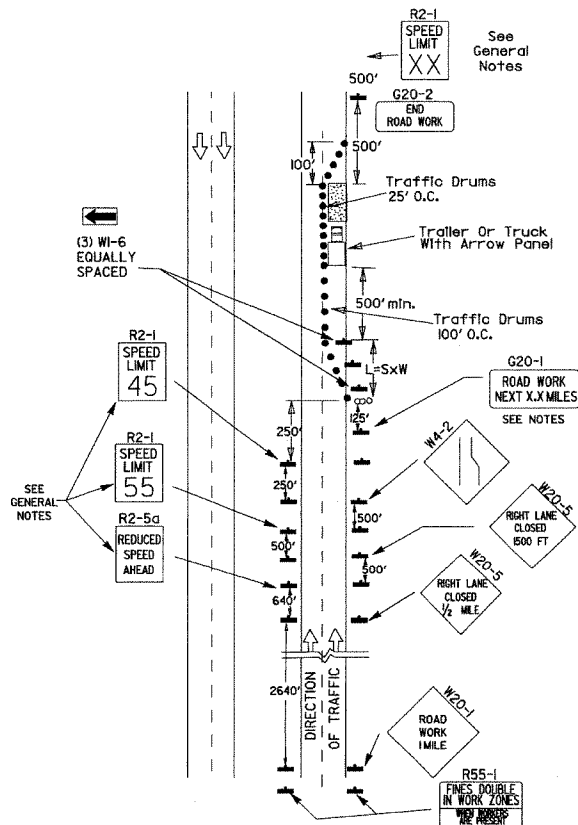 R2-1
SPEED
LIMIT
XX
See
General
Notes
500'
G20-2
END
ROAD WORK
500'
100'
Traffic Drums
25' O.C.
Trailer Or Truck
With Arrow Panel
(3) W1-6
EQUALLY
SPACED
500' min.
Traffic Drums
100' O.C.
R2-1
SPEED
LIMIT
45
L=SxW
G20-1
ROAD WORK
NEXT X.X MILES
SEE NOTES
125'
250'
W4-2
R2-1
SPEED
LIMIT
55
250'
SEE
GENERAL
NOTES
500'
W20-5
RIGHT LANE
CLOSED
1500 FT
500'
R2-5a
REDUCED
SPEED
AHEAD
500'
W20-5
RIGHT LANE
CLOSED
1/2 MILE
640'
2640'
DIRECTION
OF TRAFFIC
W20-1
ROAD
WORK
1 MILE
R55-1
FINES DOUBLE
IN WORK ZONES
WHEN WORKERS
ARE PRESENT